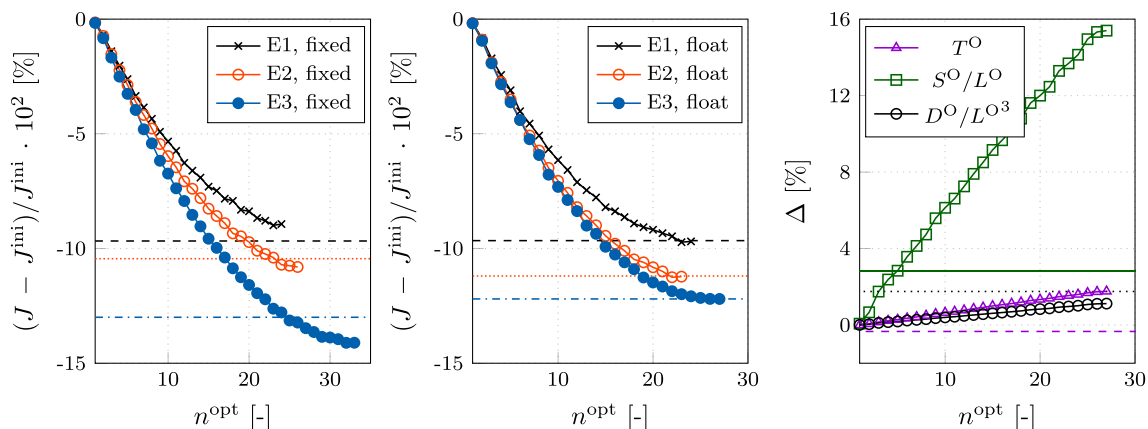 (J − J^ini)/J^ini · 10^2 [%]
0
-5
-10
-15
10
20
30
n^opt [-]
E1, fixed
E2, fixed
E3, fixed
(J − J^ini)/J^ini · 10^2 [%]
0
-5
-10
-15
10
20
30
n^opt [-]
E1, float
E2, float
E3, float
Δ [%]
16
12
8
4
0
10
20
30
n^opt [-]
T^O
S^O/L^O
D^O/L^O^3